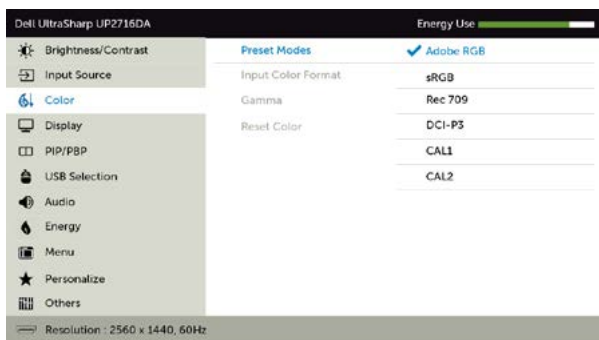 Dell UltraSharp UP2716DA
Energy Use
Brightness/Contrast
Input Source
Color
Display
PIP/PBP
USB Selection
Audio
Energy
Menu
Personalize
Others
Preset Modes
Input Color Format
Gamma
Reset Color
Adobe RGB
sRGB
Rec 709
DCI-P3
CAL1
CAL2
Resolution : 2560 x 1440, 60Hz